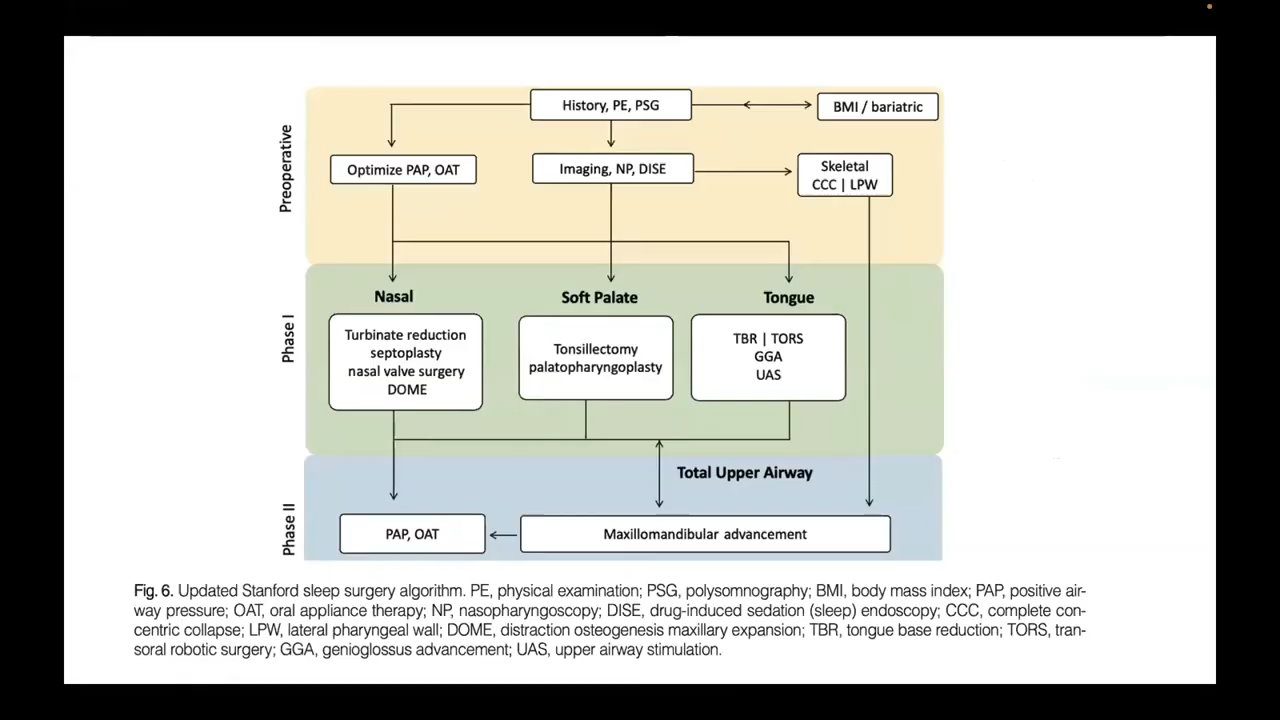 History, PE, PSG
BMI / bariatric
Preoperative
Optimize PAP, OAT
Imaging, NP, DISE
Skeletal
CCC | LPW
Phase I
Nasal
Turbinate reduction
septoplasty
nasal valve surgery
DOME
Soft Palate
Tonsillectomy
palatopharyngoplasty
Tongue
TBR | TORS
GGA
UAS
Phase II
Total Upper Airway
PAP, OAT
Maxillomandibular advancement
Fig. 6. Updated Stanford sleep surgery algorithm. PE, physical examination; PSG, polysomnography; BMI, body mass index; PAP, positive air-
way pressure; OAT, oral appliance therapy; NP, nasopharyngoscopy; DISE, drug-induced sedation (sleep) endoscopy; CCC, complete con-
centric collapse; LPW, lateral pharyngeal wall; DOME, distraction osteogenesis maxillary expansion; TBR, tongue base reduction; TORS, tran-
soral robotic surgery; GGA, genioglossus advancement; UAS, upper airway stimulation.